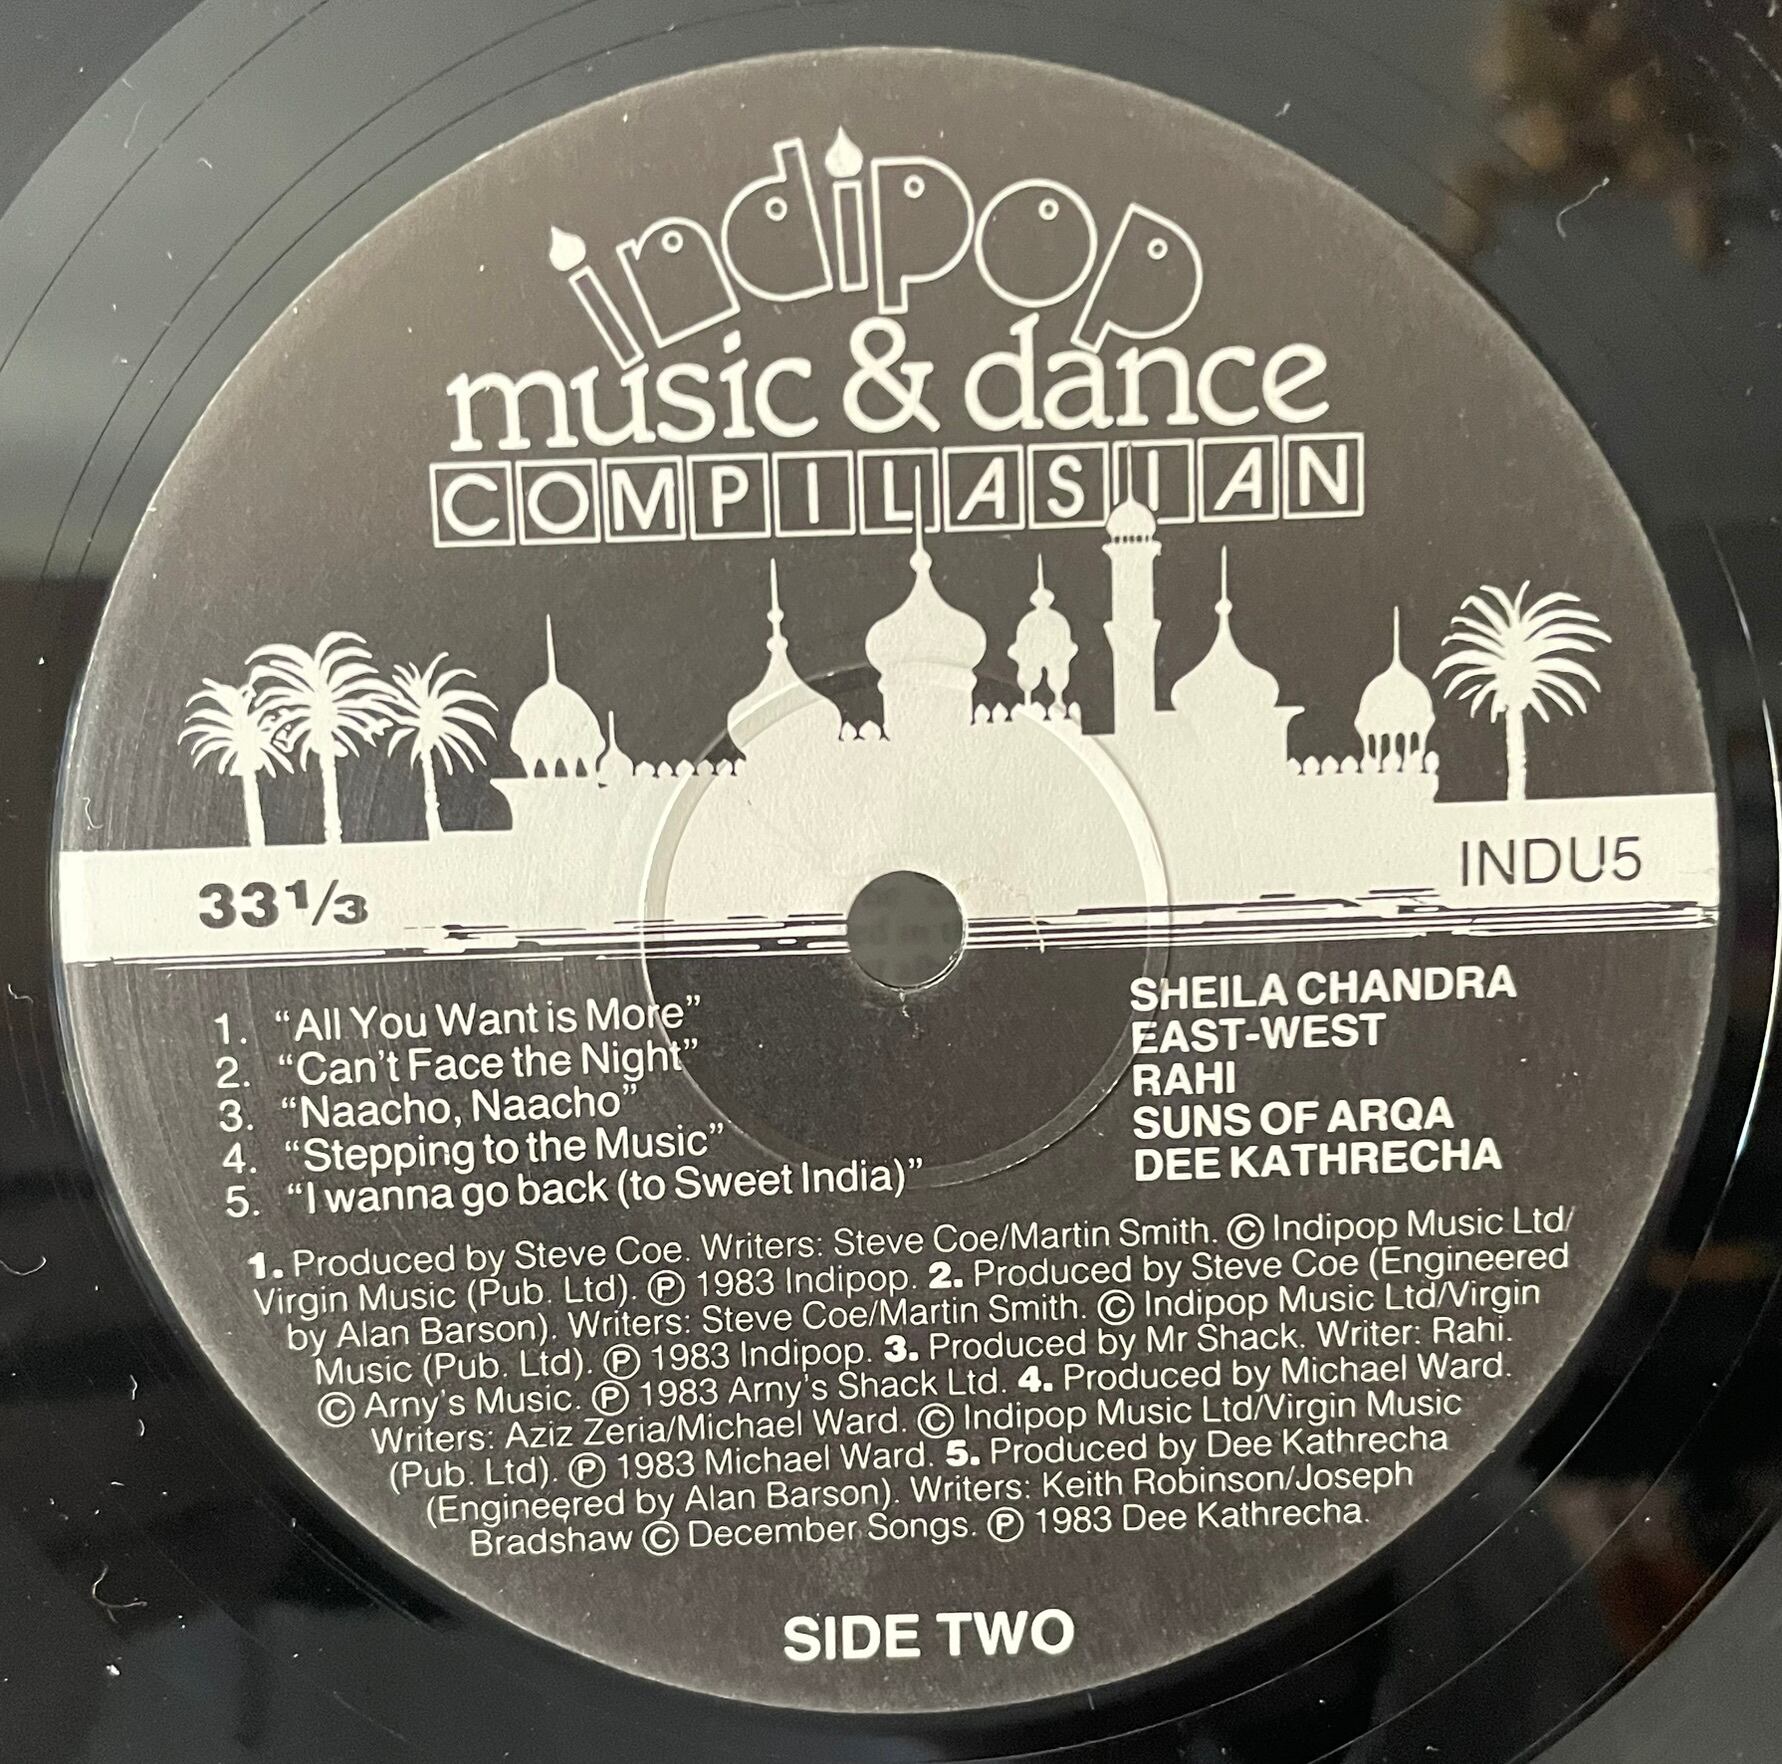 indipop
music & dance
COMPILASIAN
33⅓
INDU5
1. “All You Want is More” SHEILA CHANDRA
2. “Can't Face the Night” EAST-WEST
3. “Naacho, Naacho” RAHI
4. “Stepping to the Music” SUNS OF ARQA
5. “I wanna go back (to Sweet India)” DEE KATHRECHA
1. Produced by Steve Coe. Writers: Steve Coe/Martin Smith. © Indipop Music Ltd/
Virgin Music (Pub. Ltd). ℗ 1983 Indipop. 2. Produced by Steve Coe (Engineered
by Alan Barson). Writers: Steve Coe/Martin Smith. © Indipop Music Ltd/Virgin
Music (Pub. Ltd). ℗ 1983 Indipop. 3. Produced by Mr Shack. Writer: Rahi.
© Arny's Music. ℗ 1983 Arny's Shack Ltd. 4. Produced by Michael Ward.
Writers: Aziz Zeria/Michael Ward. © Indipop Music Ltd/Virgin Music
(Pub. Ltd). ℗ 1983 Michael Ward. 5. Produced by Dee Kathrecha
(Engineered by Alan Barson). Writers: Keith Robinson/Joseph
Bradshaw © December Songs. ℗ 1983 Dee Kathrecha.
SIDE TWO